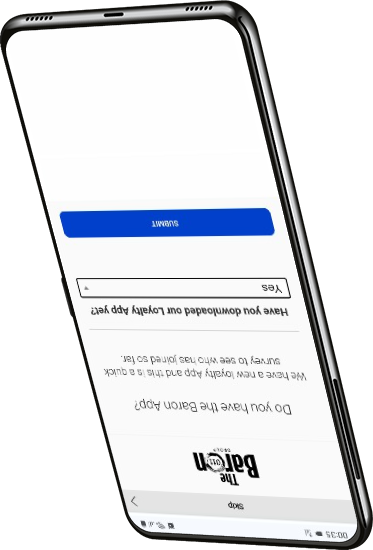 00:35
Skip
The
Baron
GROUP
Do you have the Baron App?
We have a new loyalty App and this is a quick
survey to see who has joined so far.
Have you downloaded our Loyalty App yet?
Yes
SUBMIT